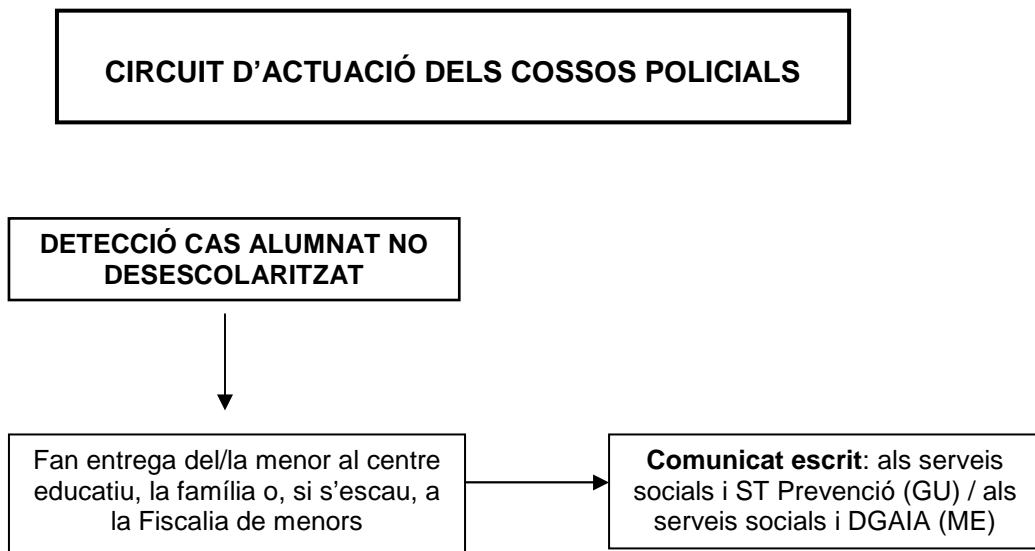 CIRCUIT D’ACTUACIÓ DELS COSSOS POLICIALS
DETECCIÓ CAS ALUMNAT NO
DESESCOLARITZAT
Fan entrega del/la menor al centre
educatiu, la família o, si s’escau, a
la Fiscalia de menors
Comunicat escrit: als serveis
socials i ST Prevenció (GU) / als
serveis socials i DGAIA (ME)